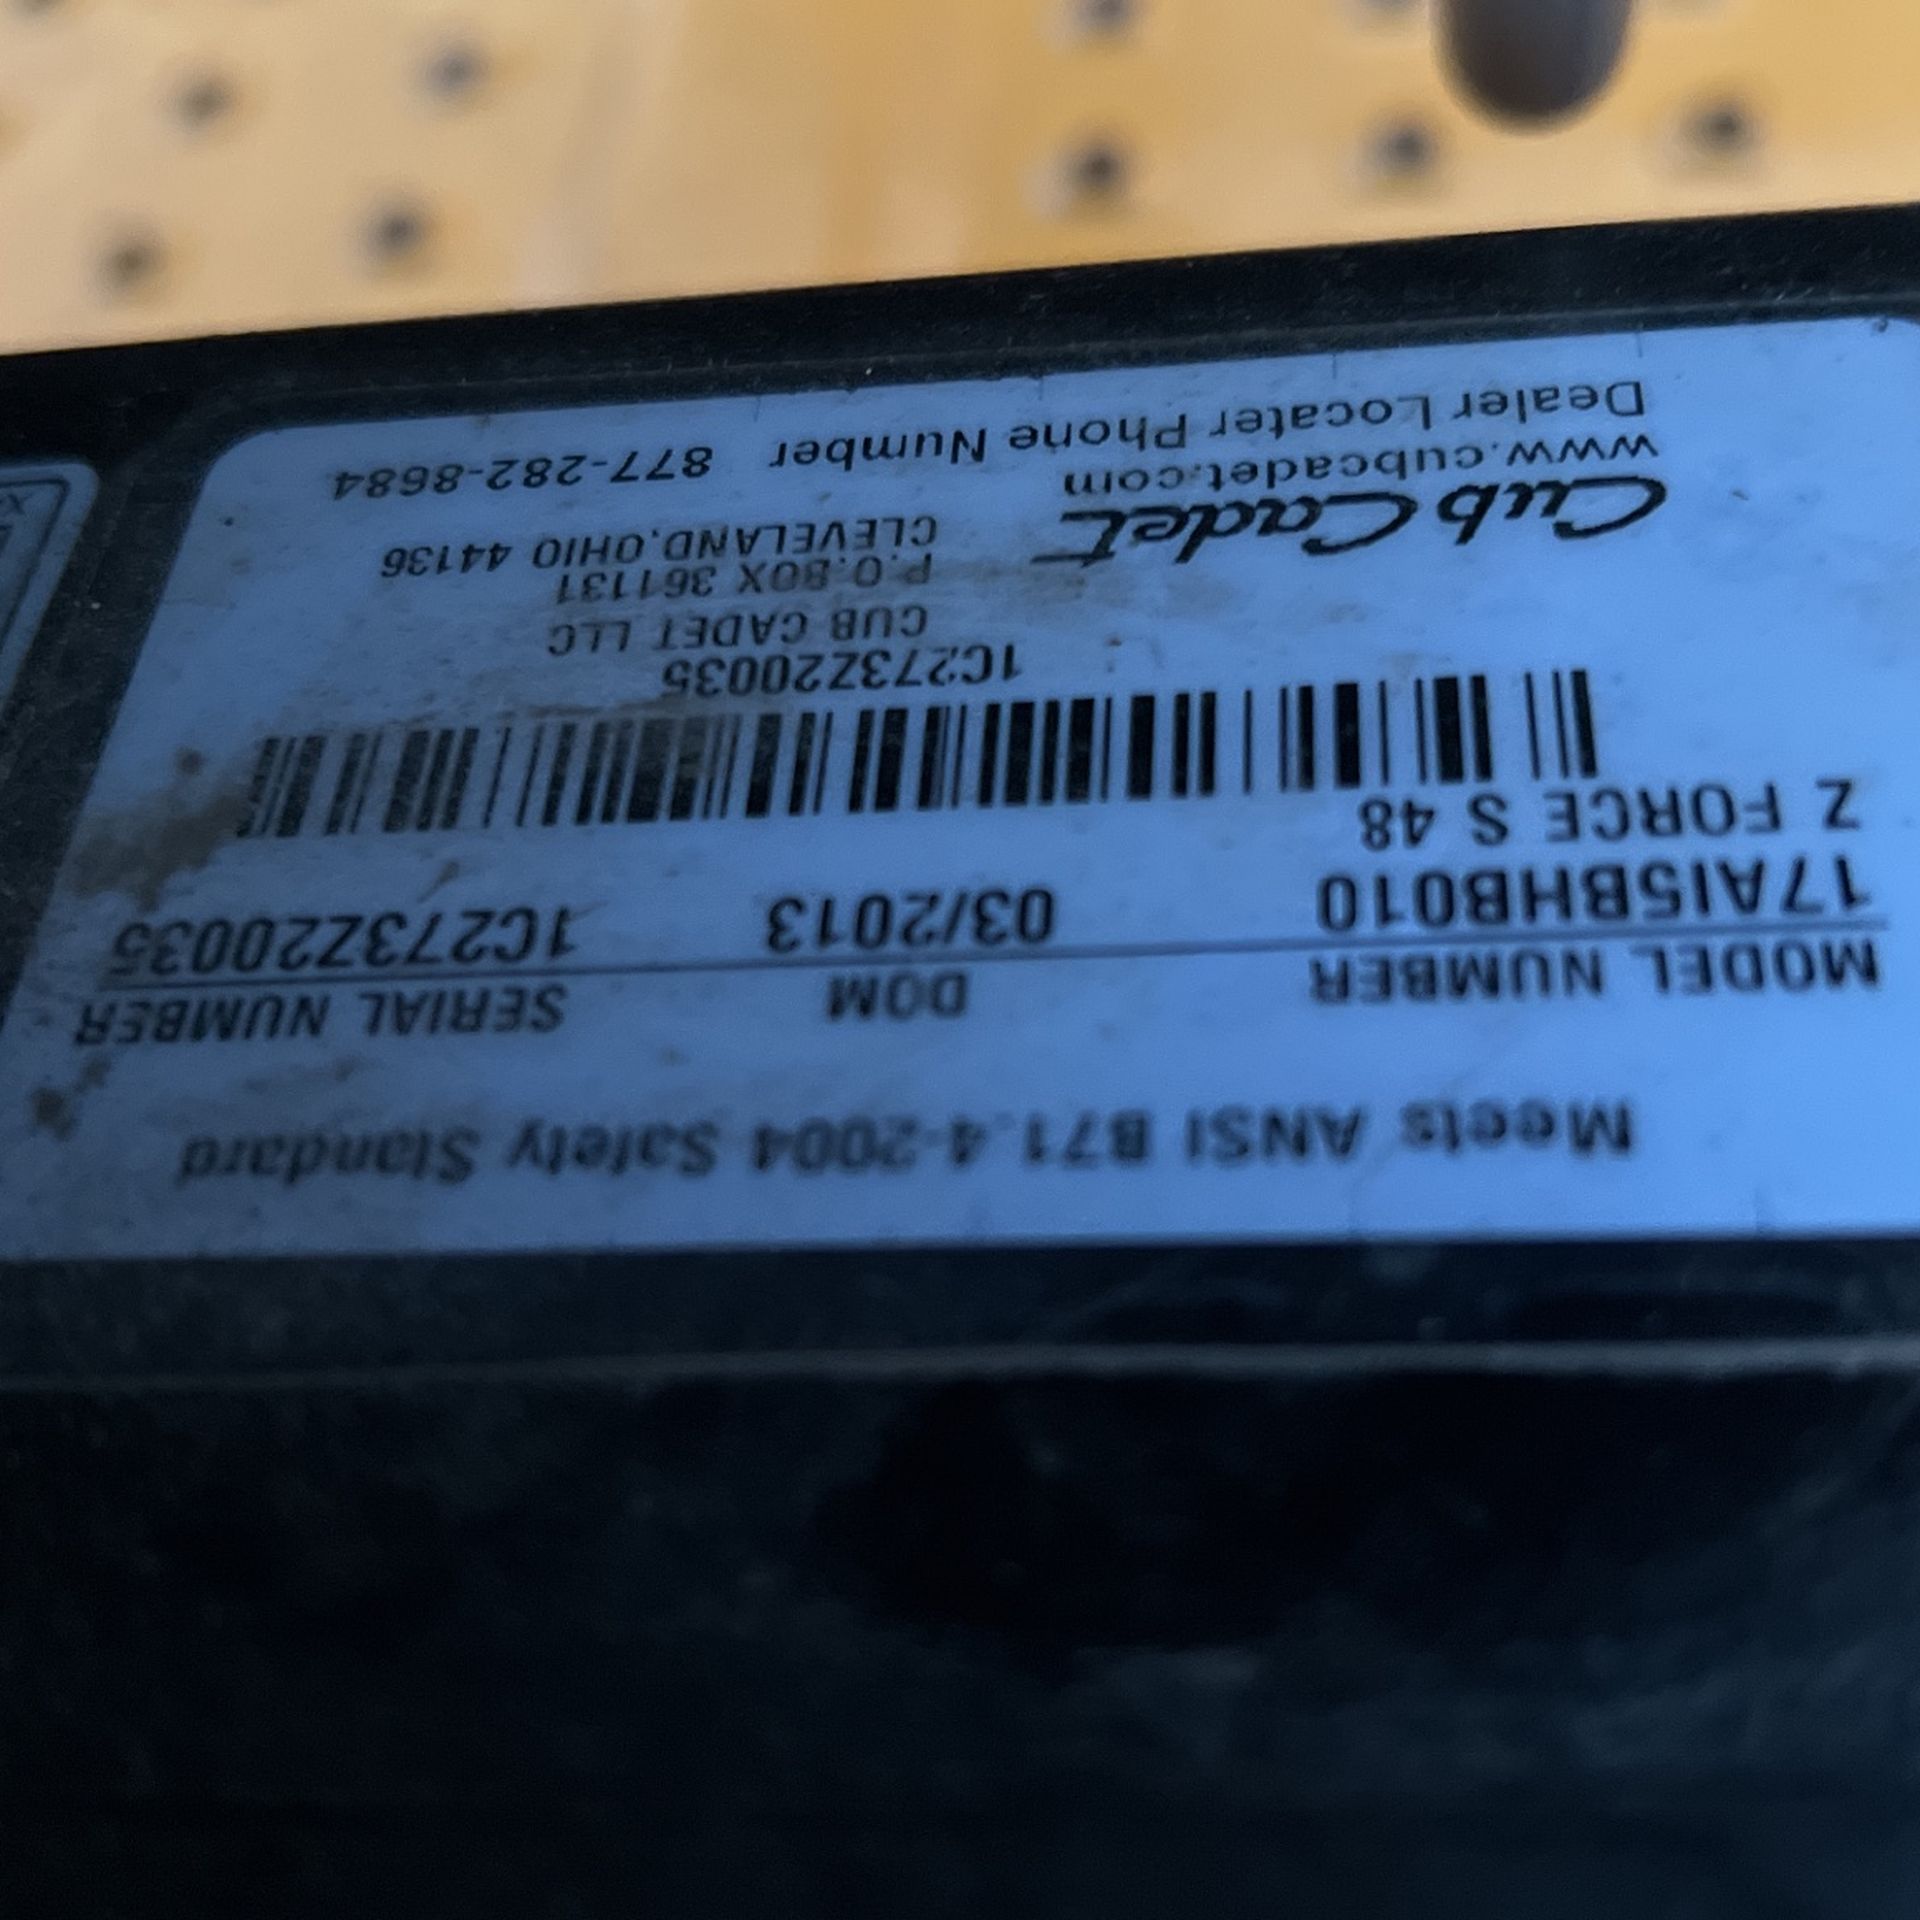 Meets ANSI B71.4-2004 Safety Standard
MODEL NUMBER DOM SERIAL NUMBER
17AI5BHB010 03/2013 1C273Z20035
Z FORCE S 48
1C273Z20035
CUB CADET LLC
P.O.BOX 361131
CLEVELAND,OHIO 44136
Cub Cadet
www.cubcadet.com
Dealer Locater Phone Number 877-282-8684